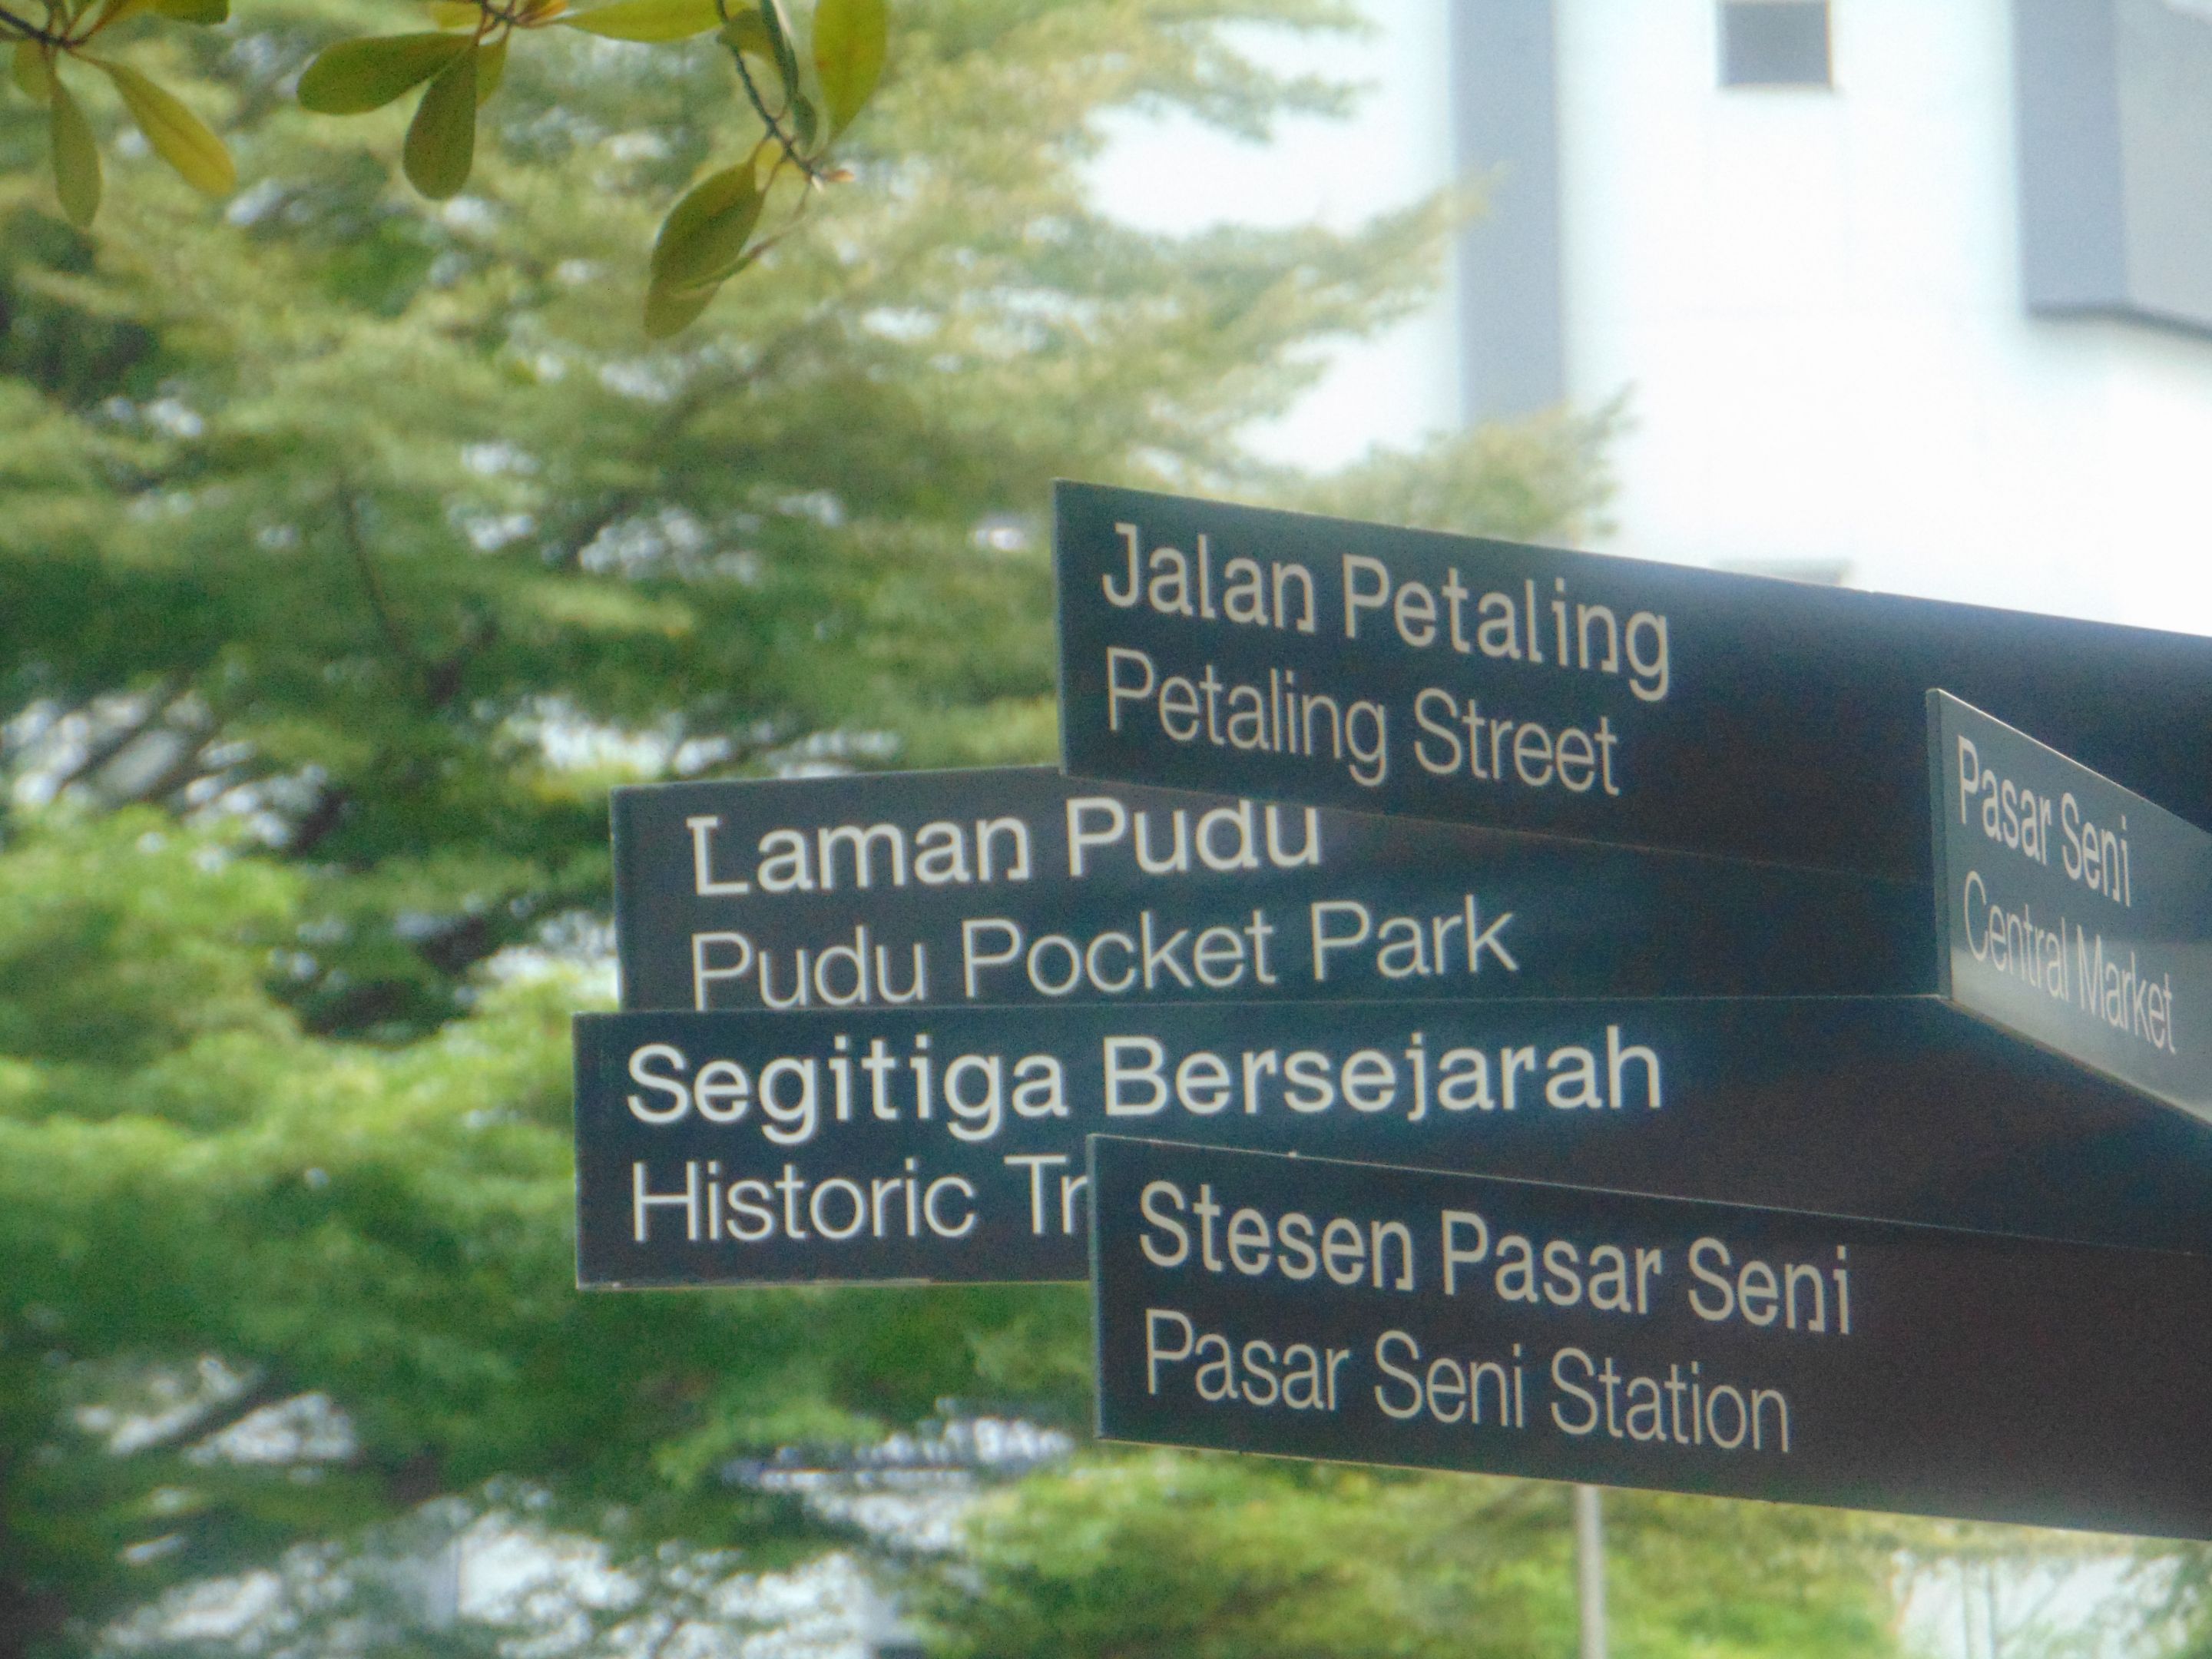 Jalan Petaling
Petaling Street
Pasar Seni
Central Market
Laman Pudu
Pudu Pocket Park
Segitiga Bersejarah
Historic
Stesen Pasar Seni
Pasar Seni Station